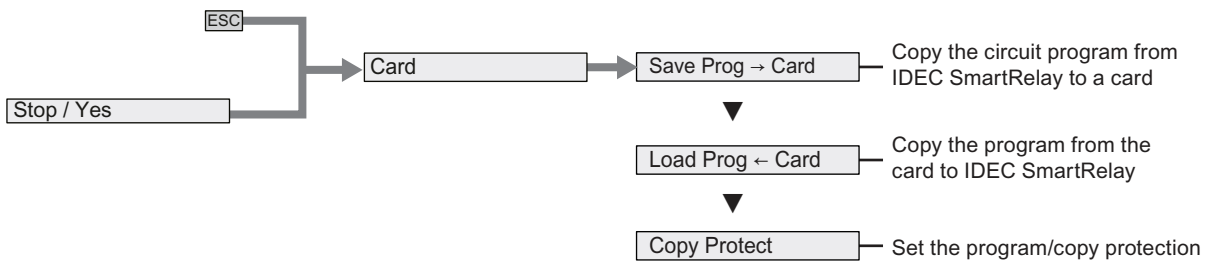 ESC
Stop / Yes
Card
Save Prog → Card
Copy the circuit program from
IDEC SmartRelay to a card
Load Prog ← Card
Copy the program from the
card to IDEC SmartRelay
Copy Protect
Set the program/copy protection